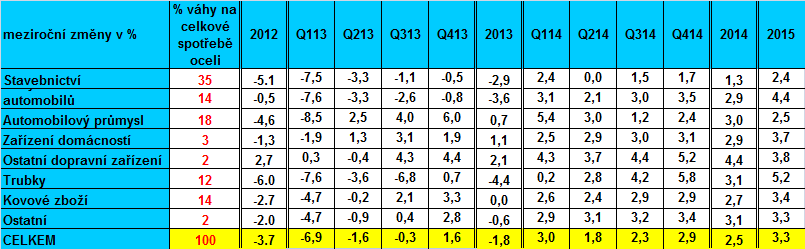 meziroční změny v % % váhy na celkové spotřebě oceli 2012 Q113 Q213 Q313 Q413 2013 Q114 Q214 Q314 Q414 2014 2015
Stavebnictví 35 -5.1 -7,5 -3,3 -1,1 -0,5 -2,9 2,4 0,0 1,5 1,7 1,3 2,4
automobilů 14 -0,5 -7,6 -3,3 -2,6 -0,8 -3,6 3,1 2,1 3,0 3,5 2,9 4,4
Automobilový průmysl 18 -4,6 -8,5 2,5 4,0 6,0 0,7 5,4 3,0 1,2 2,4 3,0 2,5
Zařízení domácností 3 -1,3 -1,9 1,3 3,1 1,9 1,1 2,5 2,9 3,0 3,1 2,9 3,7
Ostatní dopravní zařízení 2 2,7 0,3 -0,4 4,3 4,4 2,1 4,3 3,7 4,4 5,2 4,4 3,8
Trubky 12 -6.0 -7,6 -3,6 -6,8 0,7 -4,4 0,2 2,8 4,2 5,8 3,1 5,2
Kovové zboží 14 -2.7 -4,7 -0,2 2,1 3,3 0,0 2,6 2,4 2,9 2,9 2,7 3,4
Ostatní 2 -2.0 -4,7 -0,9 0,4 2,8 -0,6 2,9 3,1 3,2 3,4 3,1 3,3
CELKEM 100 -3.7 -6,9 -1,6 -0,3 1,6 -1,8 3,0 1,8 2,3 2,9 2,5 3,3